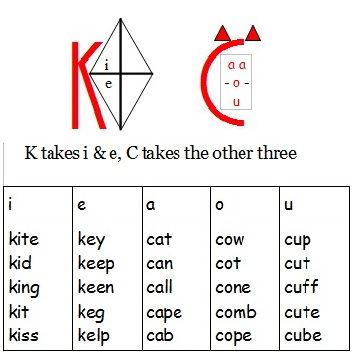 K i e
C a a
- o -
u
K takes i & e, C takes the other three
i e a o u
kite key cat cow cup
kid keep can cot cut
king keen call cone cuff
kit keg cape comb cute
kiss kelp cab cope cube